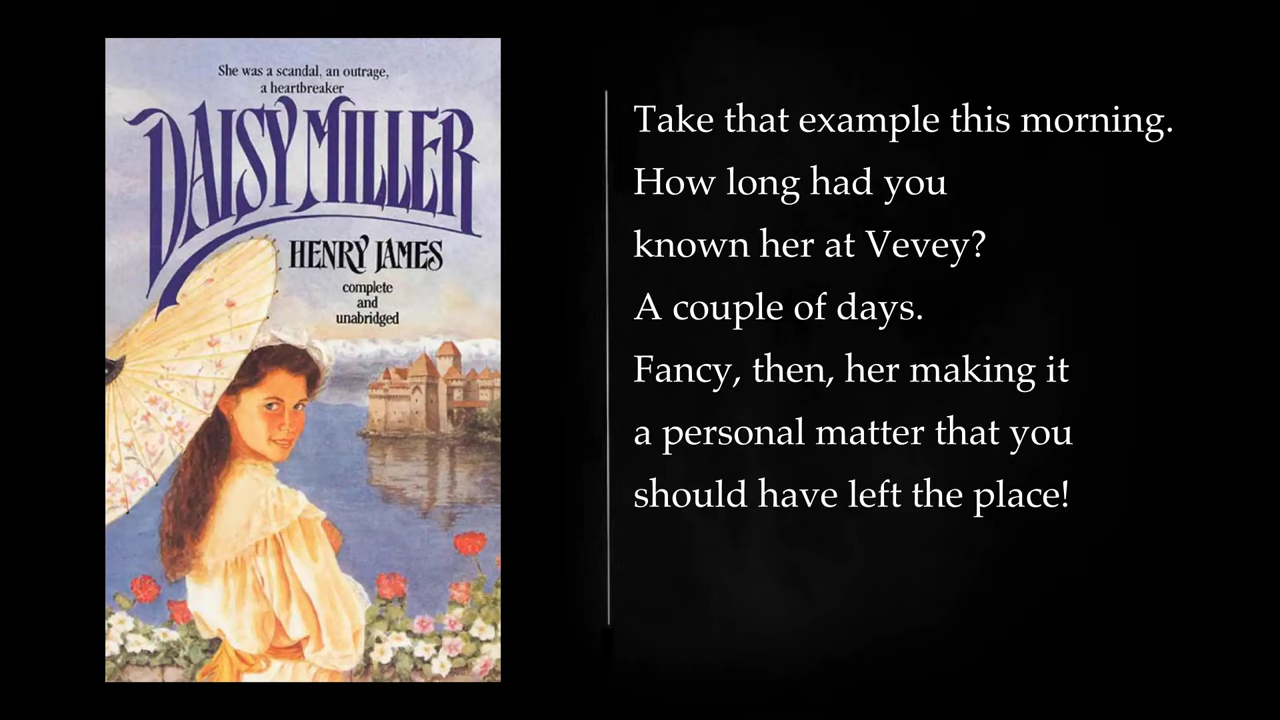 She was a scandal, an outrage,
a heartbreaker
DAISY MILLER
HENRY JAMES
complete
and
unabridged
Take that example this morning.
How long had you
known her at Vevey?
A couple of days.
Fancy, then, her making it
a personal matter that you
should have left the place!